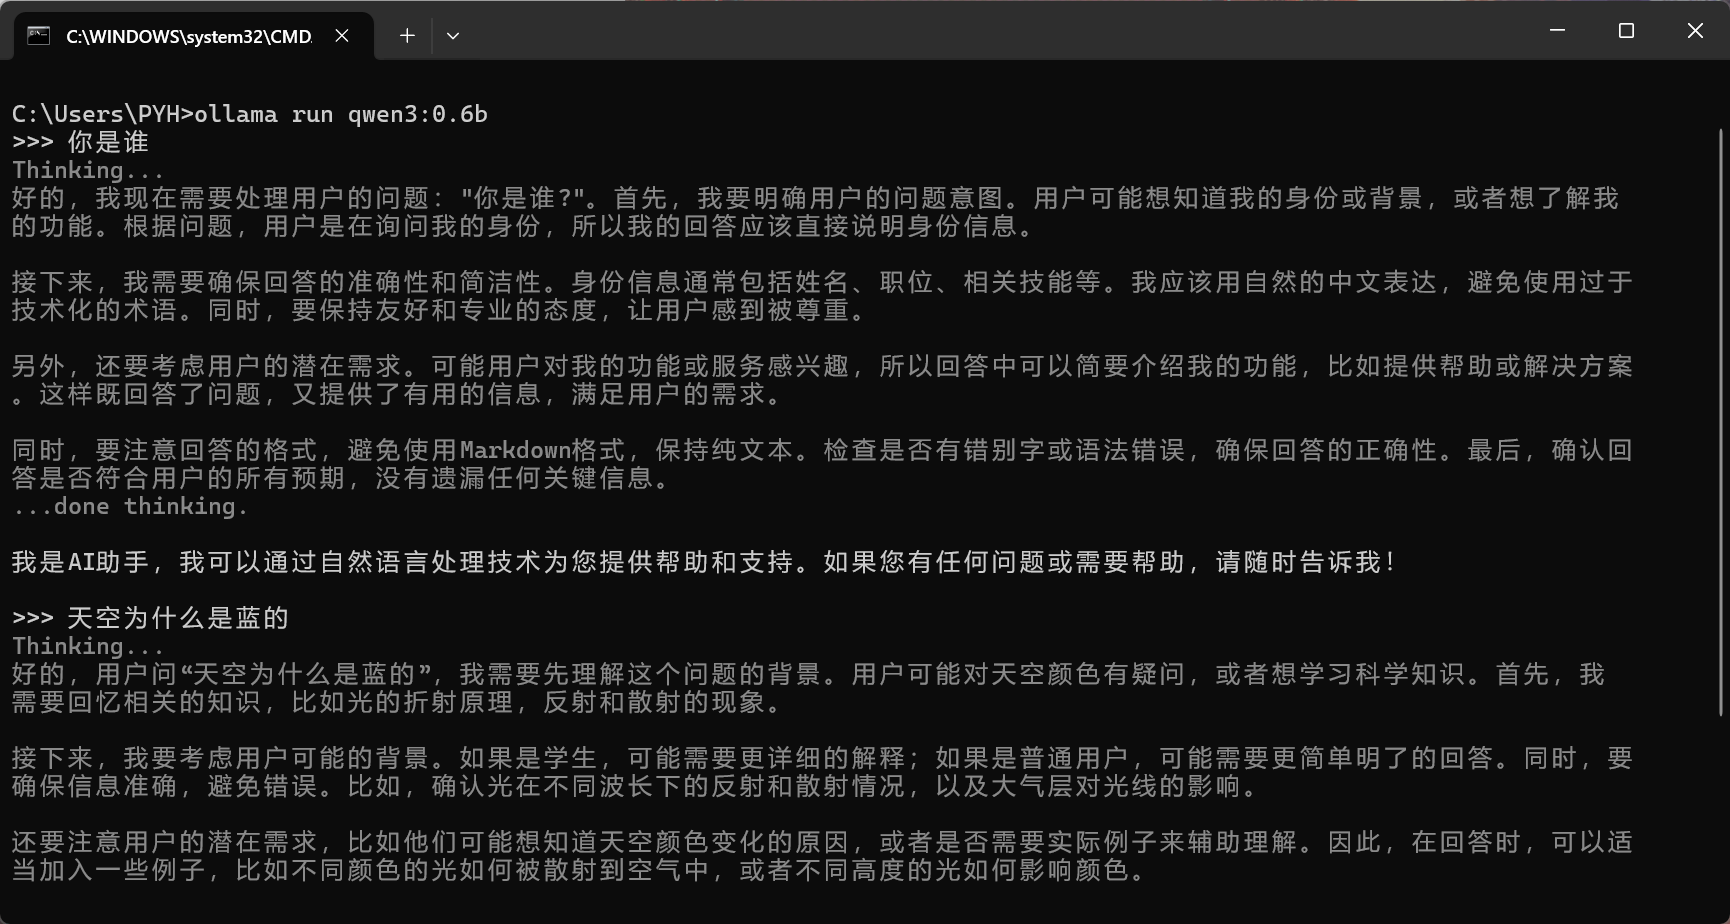 C:\WINDOWS\system32\CMD.
C:\Users\PYH>ollama run qwen3:0.6b
>>> 你是谁
Thinking...
好的，我现在需要处理用户的问题："你是谁?"。首先，我要明确用户的问题意图。用户可能想知道我的身份或背景，或者想了解我
的功能。根据问题，用户是在询问我的身份，所以我的回答应该直接说明身份信息。
接下来，我需要确保回答的准确性和简洁性。身份信息通常包括姓名、职位、相关技能等。我应该用自然的中文表达，避免使用过于
技术化的术语。同时，要保持友好和专业的态度，让用户感到被尊重。
另外，还要考虑用户的潜在需求。可能用户对我的功能或服务感兴趣，所以回答中可以简要介绍我的功能，比如提供帮助或解决方案
。这样既回答了问题，又提供了有用的信息，满足用户的需求。
同时，要注意回答的格式，避免使用Markdown格式，保持纯文本。检查是否有错别字或语法错误，确保回答的正确性。最后，确认回
答是否符合用户的所有预期，没有遗漏任何关键信息。
...done thinking.
我是AI助手，我可以通过自然语言处理技术为您提供帮助和支持。如果您有任何问题或需要帮助，请随时告诉我！
>>> 天空为什么是蓝的
Thinking...
好的，用户问“天空为什么是蓝的”，我需要先理解这个问题的背景。用户可能对天空颜色有疑问，或者想学习科学知识。首先，我
需要回忆相关的知识，比如光的折射原理，反射和散射的现象。
接下来，我要考虑用户可能的背景。如果是学生，可能需要更详细的解释；如果是普通用户，可能需要更简单明了的回答。同时，要
确保信息准确，避免错误。比如，确认光在不同波长下的反射和散射情况，以及大气层对光线的影响。
还要注意用户的潜在需求，比如他们可能想知道天空颜色变化的原因，或者是否需要实际例子来辅助理解。因此，在回答时，可以适
当加入一些例子，比如不同颜色的光如何被散射到空气中，或者不同高度的光如何影响颜色。